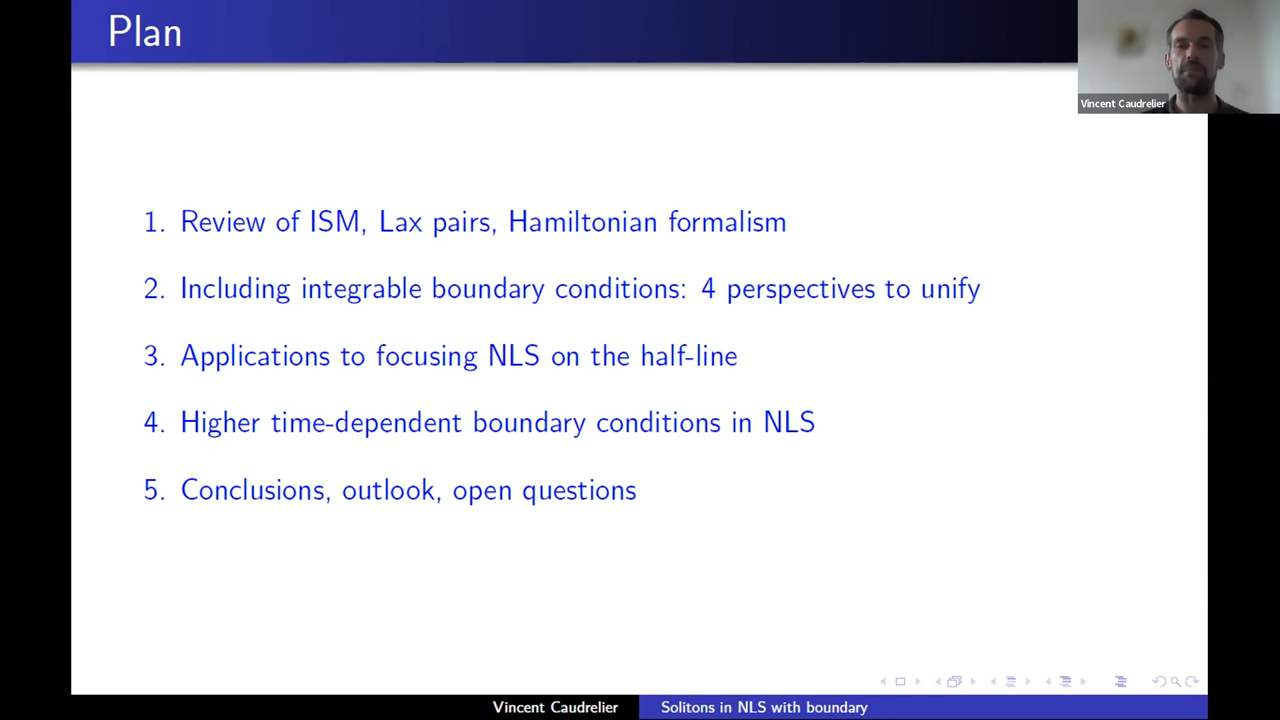 Plan
Vincent Caudrelier
1. Review of ISM, Lax pairs, Hamiltonian formalism
2. Including integrable boundary conditions: 4 perspectives to unify
3. Applications to focusing NLS on the half-line
4. Higher time-dependent boundary conditions in NLS
5. Conclusions, outlook, open questions
Vincent Caudrelier Solitons in NLS with boundary